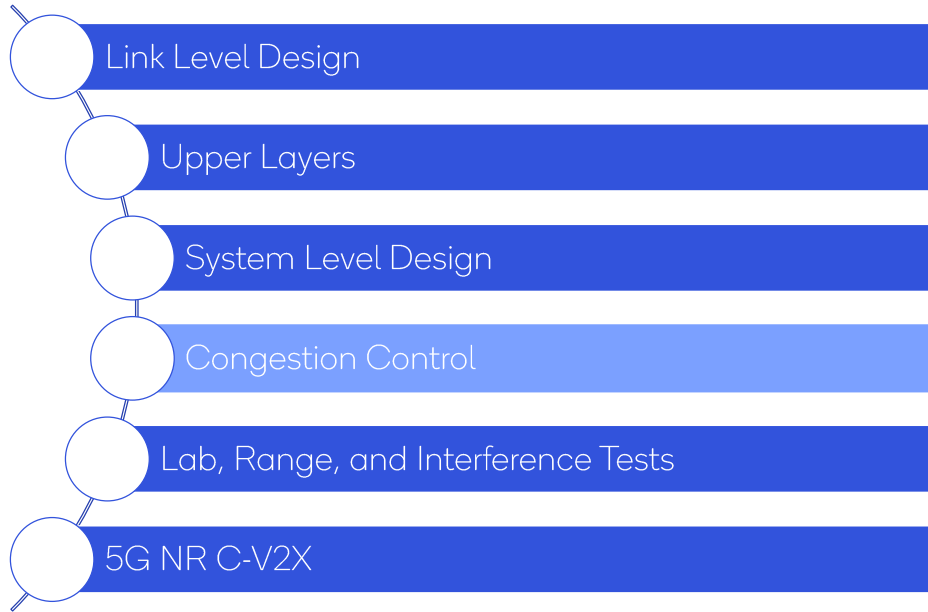 Link Level Design
Upper Layers
System Level Design
Congestion Control
Lab, Range, and Interference Tests
5G NR C-V2X